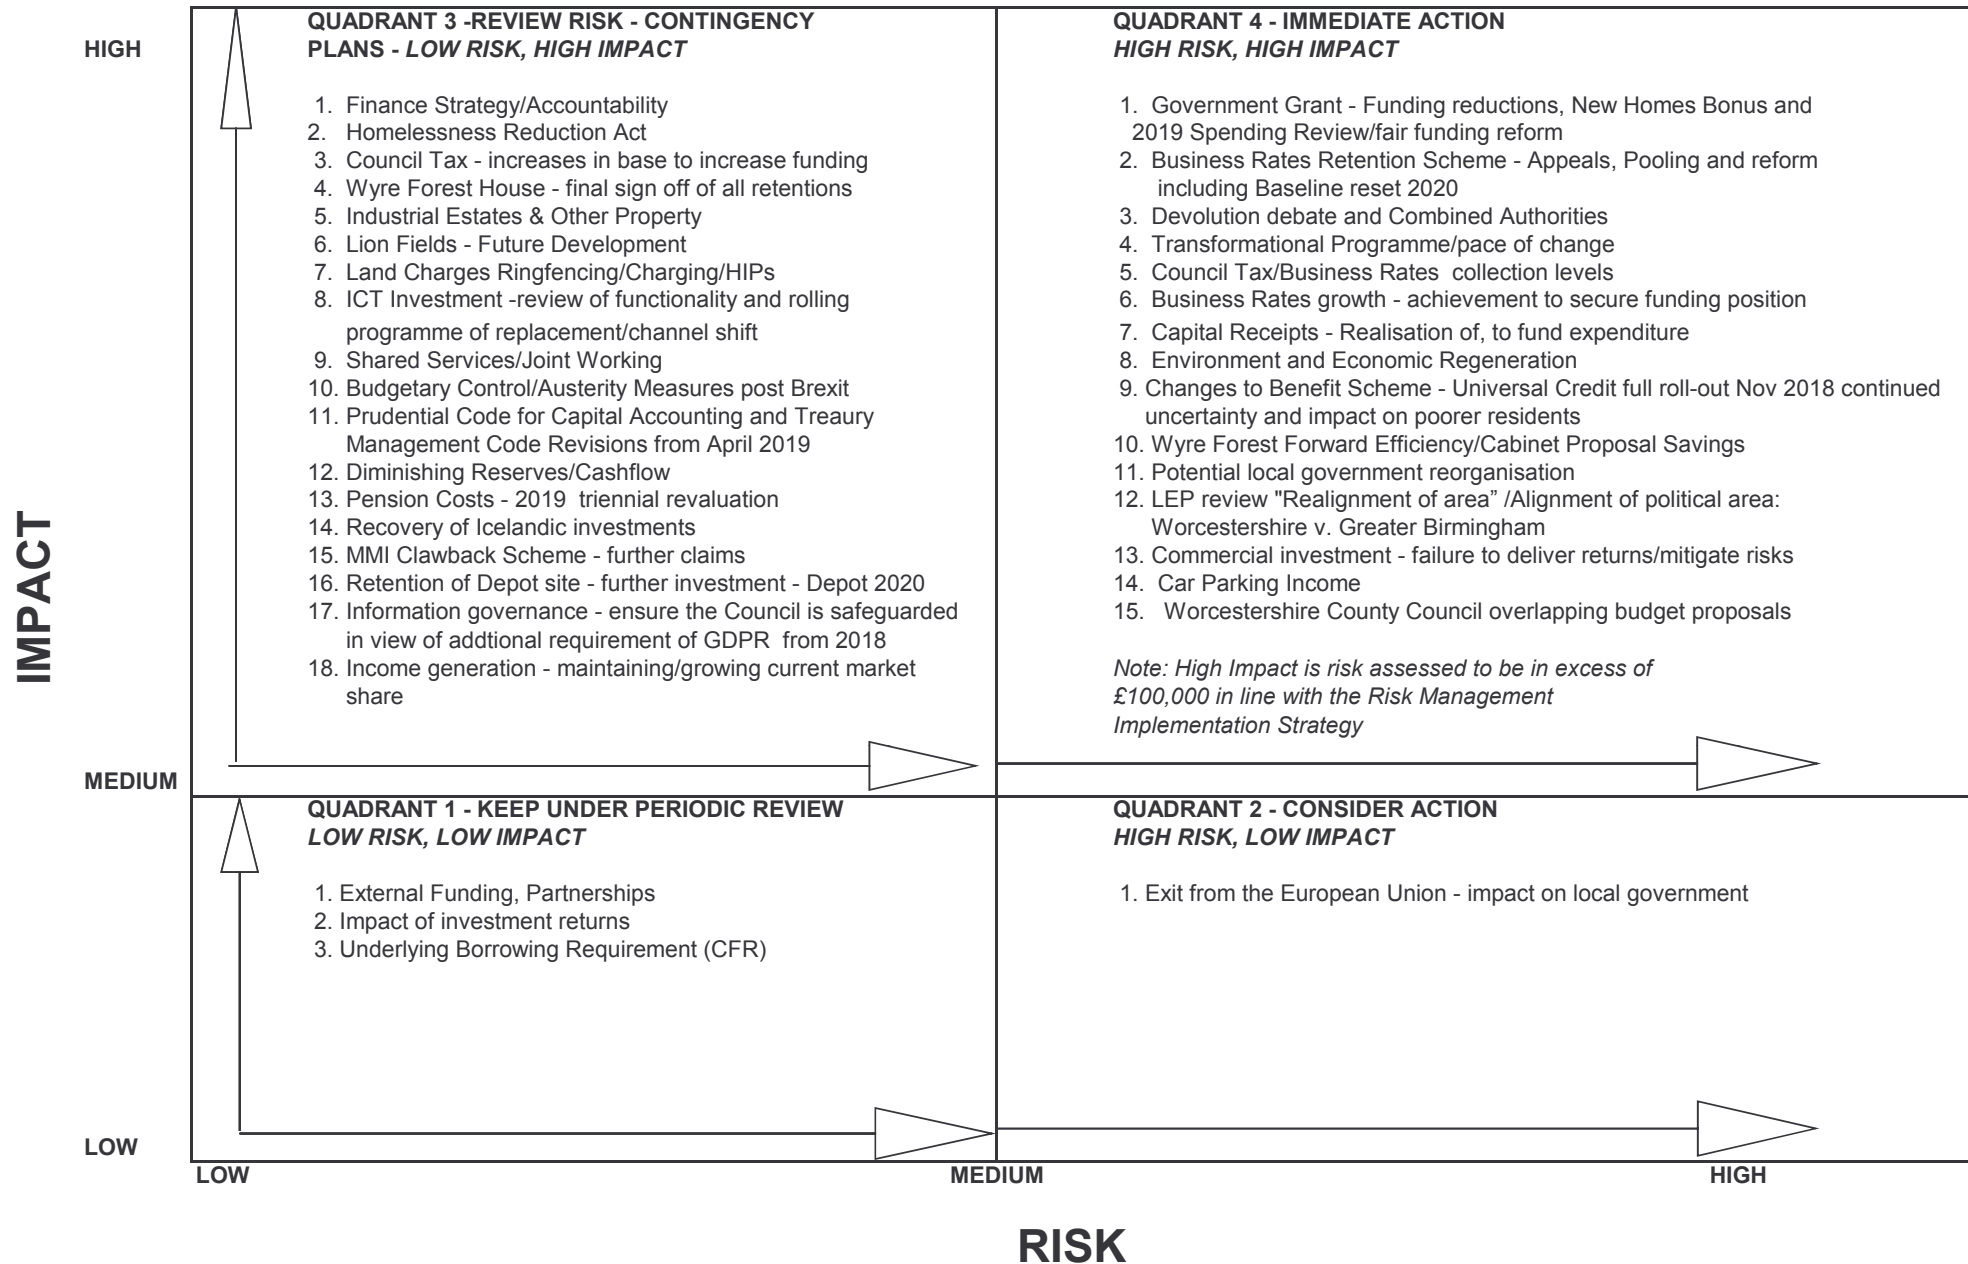 HIGH
QUADRANT 3 -REVIEW RISK - CONTINGENCY
PLANS - LOW RISK, HIGH IMPACT
1. Finance Strategy/Accountability
2. Homelessness Reduction Act
3. Council Tax - increases in base to increase funding
4. Wyre Forest House - final sign off of all retentions
5. Industrial Estates & Other Property
6. Lion Fields - Future Development
7. Land Charges Ringfencing/Charging/HIPs
8. ICT Investment -review of functionality and rolling
programme of replacement/channel shift
9. Shared Services/Joint Working
10. Budgetary Control/Austerity Measures post Brexit
11. Prudential Code for Capital Accounting and Treaury
Management Code Revisions from April 2019
12. Diminishing Reserves/Cashflow
13. Pension Costs - 2019 triennial revaluation
14. Recovery of Icelandic investments
15. MMI Clawback Scheme - further claims
16. Retention of Depot site - further investment - Depot 2020
17. Information governance - ensure the Council is safeguarded
in view of addtional requirement of GDPR from 2018
18. Income generation - maintaining/growing current market
share
QUADRANT 4 - IMMEDIATE ACTION
HIGH RISK, HIGH IMPACT
1. Government Grant - Funding reductions, New Homes Bonus and
2019 Spending Review/fair funding reform
2. Business Rates Retention Scheme - Appeals, Pooling and reform
including Baseline reset 2020
3. Devolution debate and Combined Authorities
4. Transformational Programme/pace of change
5. Council Tax/Business Rates collection levels
6. Business Rates growth - achievement to secure funding position
7. Capital Receipts - Realisation of, to fund expenditure
8. Environment and Economic Regeneration
9. Changes to Benefit Scheme - Universal Credit full roll-out Nov 2018 continued
uncertainty and impact on poorer residents
10. Wyre Forest Forward Efficiency/Cabinet Proposal Savings
11. Potential local government reorganisation
12. LEP review "Realignment of area” /Alignment of political area:
Worcestershire v. Greater Birmingham
13. Commercial investment - failure to deliver returns/mitigate risks
14. Car Parking Income
15. Worcestershire County Council overlapping budget proposals
Note: High Impact is risk assessed to be in excess of
£100,000 in line with the Risk Management
Implementation Strategy
IMPACT
MEDIUM
QUADRANT 1 - KEEP UNDER PERIODIC REVIEW
LOW RISK, LOW IMPACT
1. External Funding, Partnerships
2. Impact of investment returns
3. Underlying Borrowing Requirement (CFR)
QUADRANT 2 - CONSIDER ACTION
HIGH RISK, LOW IMPACT
1. Exit from the European Union - impact on local government
LOW
LOW
MEDIUM
HIGH
RISK